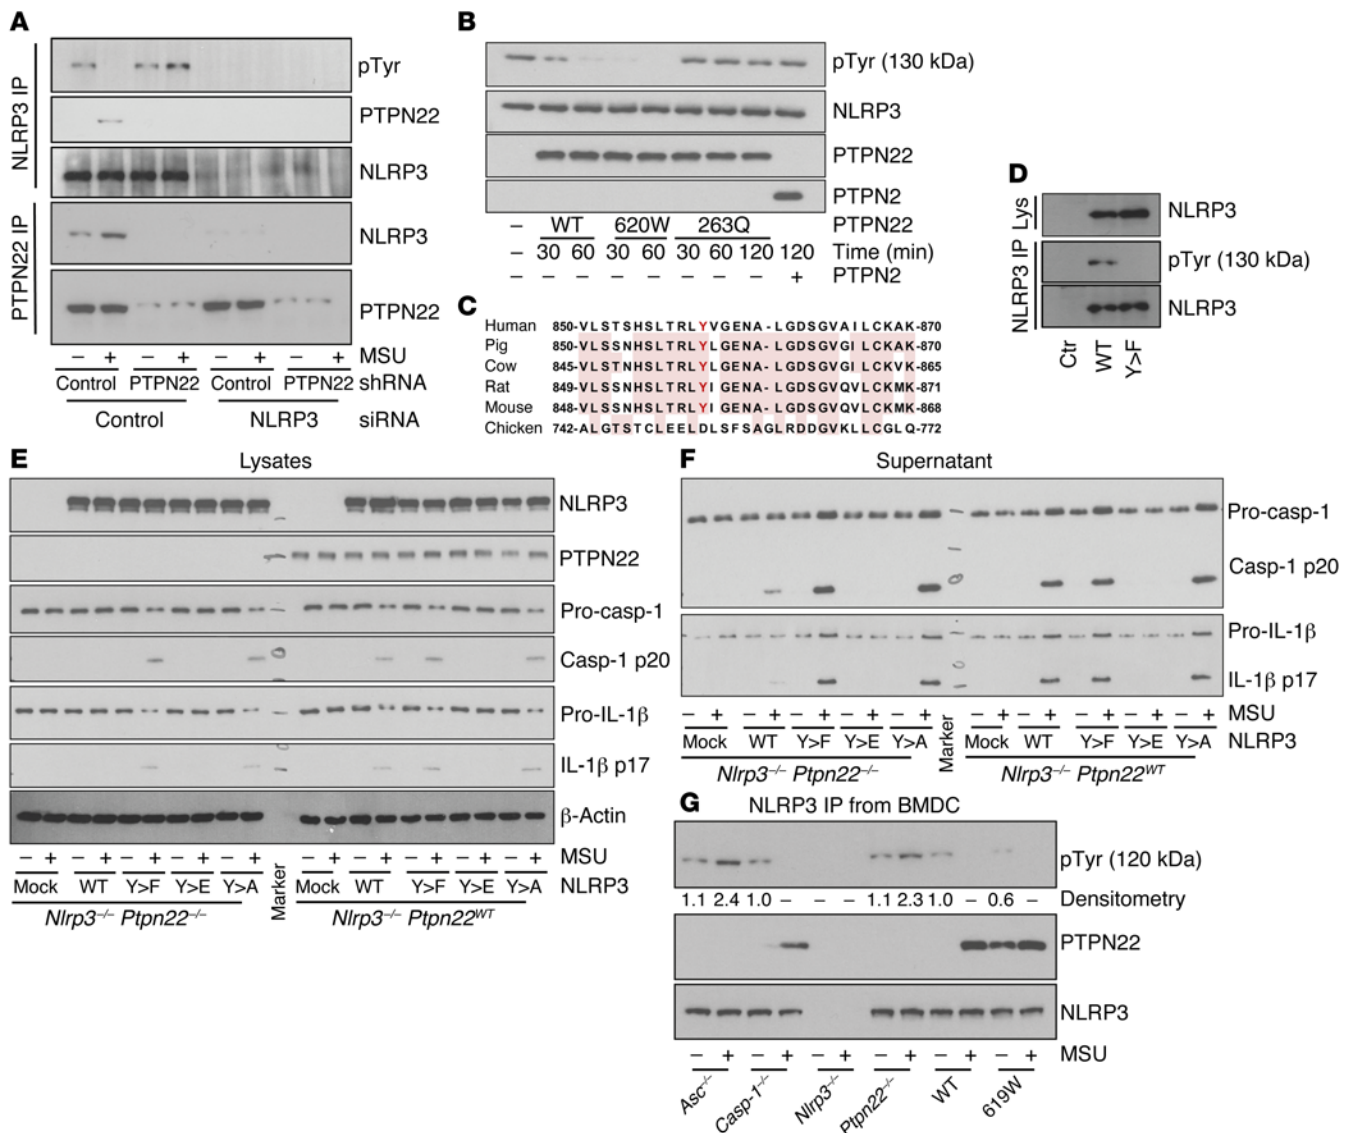 A
NLRP3 IP
PTPN22 IP
pTyr
PTPN22
NLRP3
NLRP3
PTPN22
– + – + – + – + MSU
Control PTPN22 Control PTPN22 shRNA
Control NLRP3 siRNA
B
pTyr (130 kDa)
NLRP3
PTPN22
PTPN2
– WT 620W 263Q PTPN22
– 30 60 30 60 30 60 120 120 Time (min)
– – – – – – – – + PTPN2
C
Human 850-VLSTSHSLTRLYVGENA-LGDSGVAILCKAK-870
Pig 850-VLSSNHSLTRLYLGENA-LGDSGVGILCKAK-870
Cow 845-VLSTNHSLTRLYLGENA-LGDSGVGILCKVK-865
Rat 849-VLSSNHSLTRLYIGENA-LGDSGVQVLCKMK-871
Mouse 848-VLSSNHSLTRLYIGENA-LGDSGVQVLCKMK-868
Chicken 742-ALGTSTCLEELDLSFSAGLRDDGVKLLCGLQ-772
D
Lys
NLRP3 IP
NLRP3
pTyr (130 kDa)
NLRP3
Ctr WT Y>F
E Lysates
NLRP3
PTPN22
Pro-casp-1
Casp-1 p20
Pro-IL-1β
IL-1β p17
β-Actin
– + – + – + – + – + – + – + – + – + – + MSU
Mock WT Y>F Y>E Y>A Marker Mock WT Y>F Y>E Y>A NLRP3
Nlrp3–/– Ptpn22–/– Nlrp3–/– Ptpn22WT
F Supernatant
Pro-casp-1
Casp-1 p20
Pro-IL-1β
IL-1β p17
– + – + – + – + – + – + – + – + – + – + MSU
Mock WT Y>F Y>E Y>A Marker Mock WT Y>F Y>E Y>A NLRP3
Nlrp3–/– Ptpn22–/– Nlrp3–/– Ptpn22WT
G NLRP3 IP from BMDC
pTyr (120 kDa)
1.1 2.4 1.0 – – – 1.1 2.3 1.0 – 0.6 – Densitometry
PTPN22
NLRP3
– + – + – + – + – + – + MSU
Asc–/– Casp-1–/– Nlrp3–/– Ptpn22–/– WT 619W